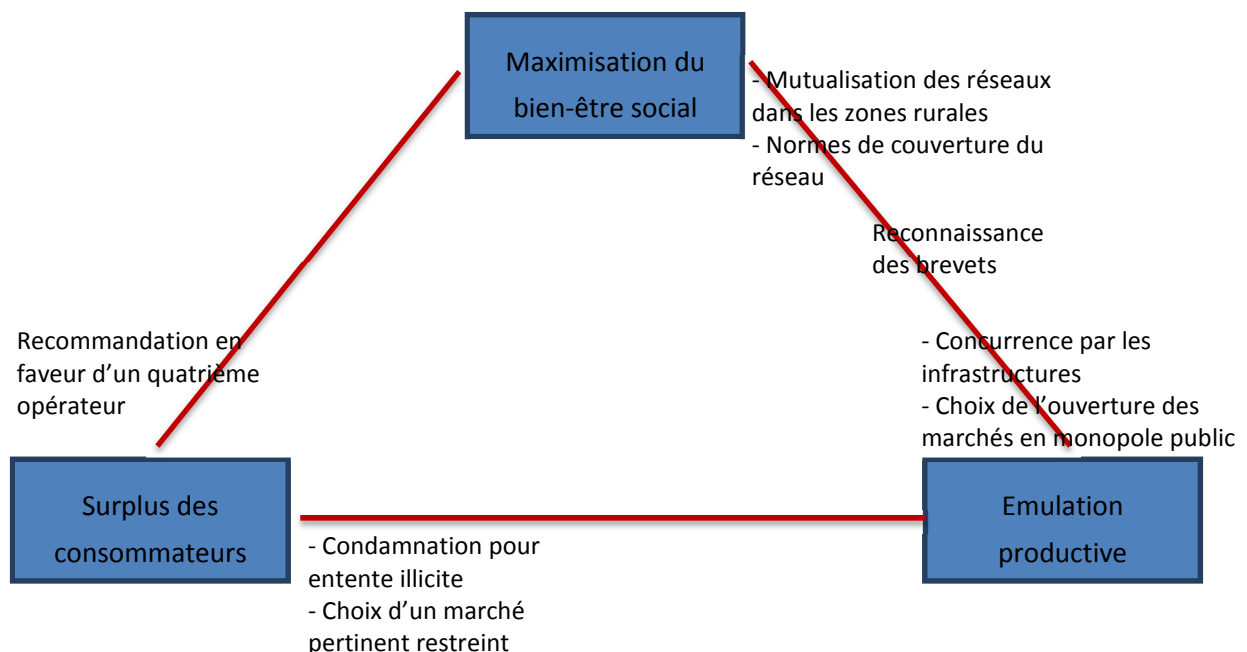 Maximisation du
bien-être social
- Mutualisation des réseaux
dans les zones rurales
- Normes de couverture du
réseau
Reconnaissance
des brevets
Recommandation en
faveur d’un quatrième
opérateur
- Concurrence par les
infrastructures
- Choix de l’ouverture des
marchés en monopole public
Surplus des
consommateurs
Emulation
productive
- Condamnation pour
entente illicite
- Choix d’un marché
pertinent restreint